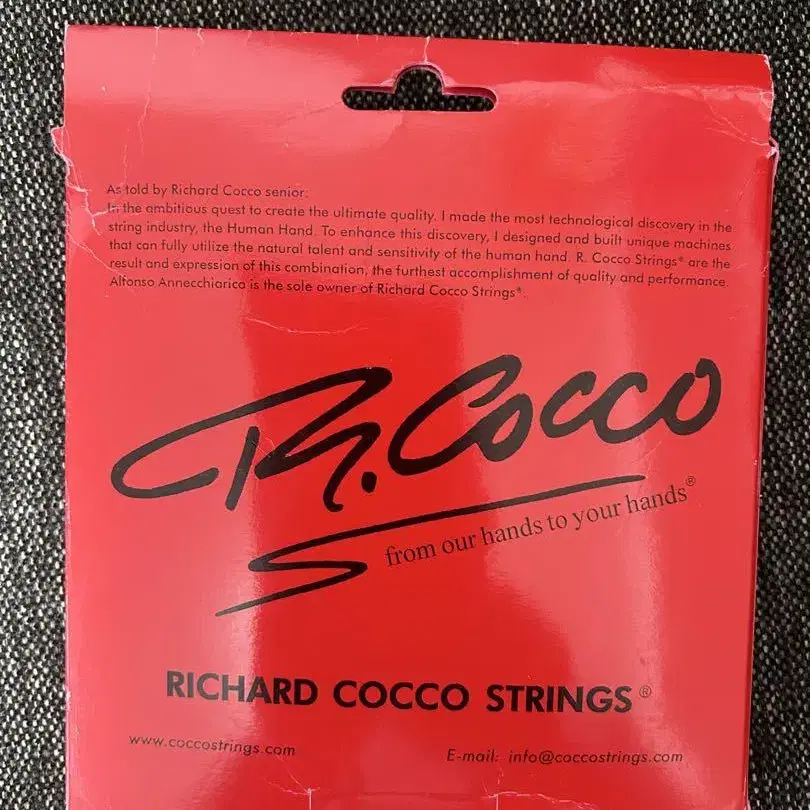 As told by Richard Cocco senior:
In the ambitious quest to create the ultimate quality, I made the most technological discovery in the
string industry, the Human Hand. To enhance this discovery, I designed and built unique machines
that can fully utilize the natural talent and sensitivity of the human hand. R. Cocco Strings® are the
result and expression of this combination, the furthest accomplishment of quality and performance.
Alfonso Annecchiarica is the sole owner of Richard Cocco Strings®.
R. Cocco
from our hands to your hands®
RICHARD COCCO STRINGS®
www.coccostrings.com
E-mail: info@coccostrings.com